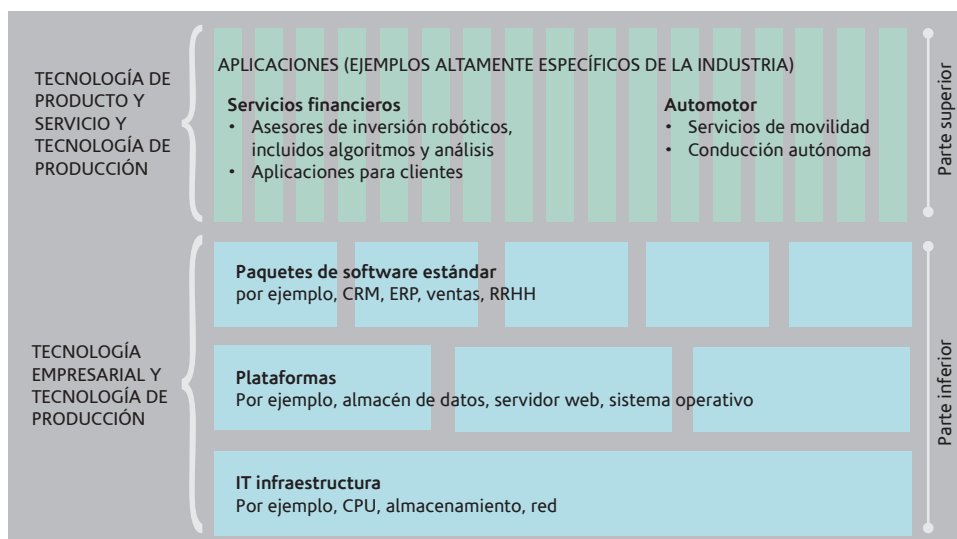 TECNOLOGÍA DE
PRODUCTO Y
SERVICIO Y
TECNOLOGÍA DE
PRODUCCIÓN
APLICACIONES (EJEMPLOS ALTAMENTE ESPECÍFICOS DE LA INDUSTRIA)
Servicios financieros
• Asesores de inversión robóticos,
incluidos algoritmos y análisis
• Aplicaciones para clientes
Automotor
• Servicios de movilidad
• Conducción autónoma
Parte superior
TECNOLOGÍA
EMPRESARIAL Y
TECNOLOGÍA DE
PRODUCCIÓN
Paquetes de software estándar
por ejemplo, CRM, ERP, ventas, RRHH
Plataformas
Por ejemplo, almacén de datos, servidor web, sistema operativo
IT infraestructura
Por ejemplo, CPU, almacenamiento, red
Parte inferior